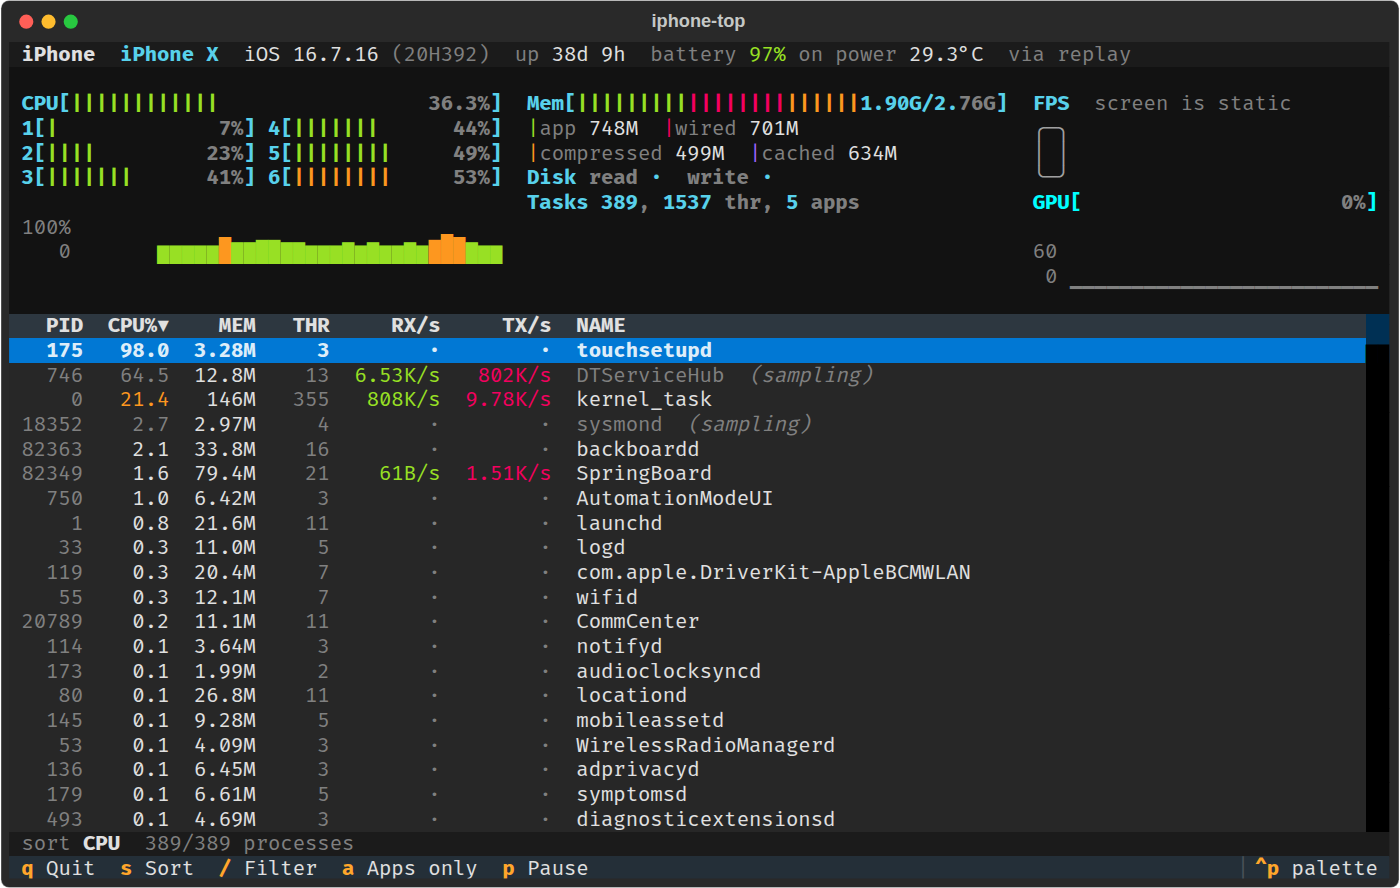 iphone-top
iPhone iPhone X iOS 16.7.16 (20H392) up 38d 9h battery 97% on power 29.3°C via replay
CPU[||||||||||||36.3%] Mem[|||||||||||||||||||||||1.90G/2.76G] FPS screen is static
1[|7%] 4[|||||||44%] |app 748M |wired 701M
2[||||23%] 5[||||||||49%] |compressed 499M |cached 634M
3[|||||||41%] 6[||||||||53%] Disk read · write ·
Tasks 389, 1537 thr, 5 apps GPU[0%]
100%
0 60
0
PID CPU%▼ MEM THR RX/s TX/s NAME
175 98.0 3.28M 3 · · touchsetupd
746 64.5 12.8M 13 6.53K/s 802K/s DTServiceHub (sampling)
0 21.4 146M 355 808K/s 9.78K/s kernel_task
18352 2.7 2.97M 4 · · sysmond (sampling)
82363 2.1 33.8M 16 · · backboardd
82349 1.6 79.4M 21 61B/s 1.51K/s SpringBoard
750 1.0 6.42M 3 · · AutomationModeUI
1 0.8 21.6M 11 · · launchd
33 0.3 11.0M 5 · · logd
119 0.3 20.4M 7 · · com.apple.DriverKit-AppleBCMWLAN
55 0.3 12.1M 7 · · wifid
20789 0.2 11.1M 11 · · CommCenter
114 0.1 3.64M 3 · · notifyd
173 0.1 1.99M 2 · · audioclocksyncd
80 0.1 26.8M 11 · · locationd
145 0.1 9.28M 5 · · mobileassetd
53 0.1 4.09M 3 · · WirelessRadioManagerd
136 0.1 6.45M 3 · · adprivacyd
179 0.1 6.61M 5 · · symptomsd
493 0.1 4.69M 3 · · diagnosticextensionsd
sort CPU 389/389 processes
q Quit s Sort / Filter a Apps only p Pause ^p palette